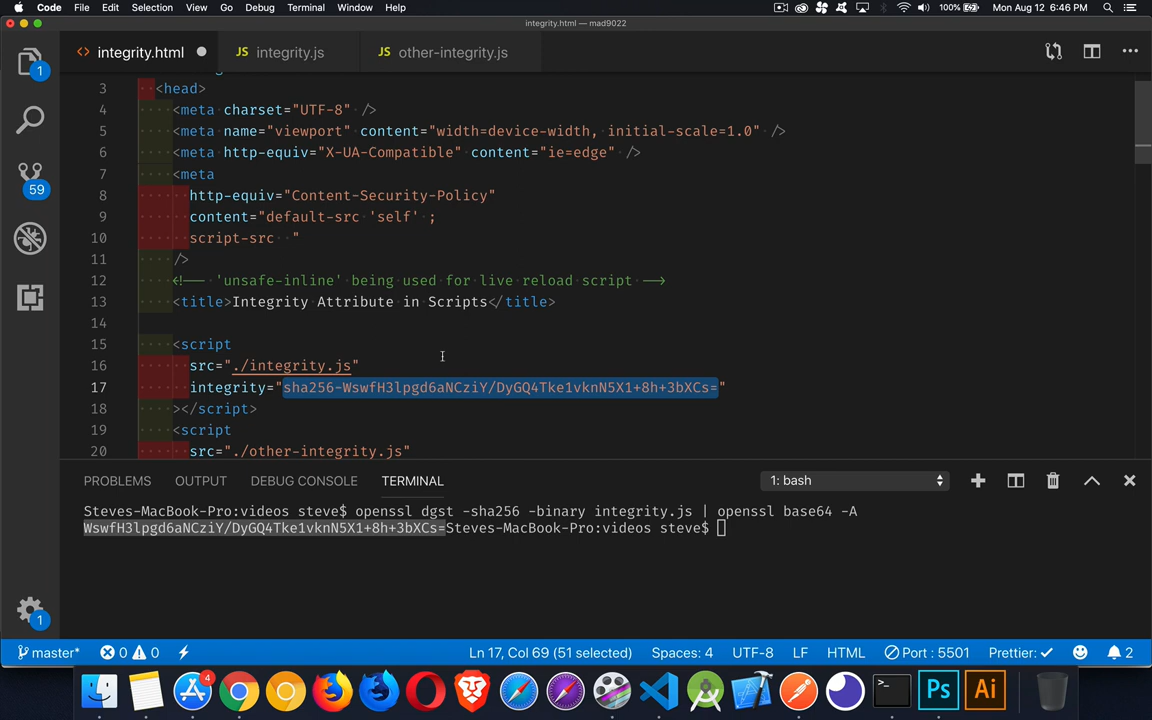 Code File Edit Selection View Go Debug Terminal Window Help 100% Mon Aug 12 6:46 PM
integrity.html — mad9022
<> integrity.html JS integrity.js JS other-integrity.js
3 <head>
4 <meta charset="UTF-8" />
5 <meta name="viewport" content="width=device-width, initial-scale=1.0" />
6 <meta http-equiv="X-UA-Compatible" content="ie=edge" />
7 <meta
8 http-equiv="Content-Security-Policy"
9 content="default-src 'self' ;
10 script-src  "
11 />
12 <!-- 'unsafe-inline' being used for live reload script -->
13 <title>Integrity Attribute in Scripts</title>
14
15 <script
16 src="./integrity.js"
17 integrity="sha256-WswfH3lpgd6aNCziY/DyGQ4Tke1vknN5X1+8h+3bXCs="
18 ></script>
19 <script
20 src="./other-integrity.js"
1
59
1
PROBLEMS OUTPUT DEBUG CONSOLE TERMINAL 1: bash
Steves-MacBook-Pro:videos steve$ openssl dgst -sha256 -binary integrity.js | openssl base64 -A
WswfH3lpgd6aNCziY/DyGQ4Tke1vknN5X1+8h+3bXCs=Steves-MacBook-Pro:videos steve$
master* 0 0 Ln 17, Col 69 (51 selected) Spaces: 4 UTF-8 LF HTML Port : 5501 Prettier: ✓ 2
4 >_ Ps Ai